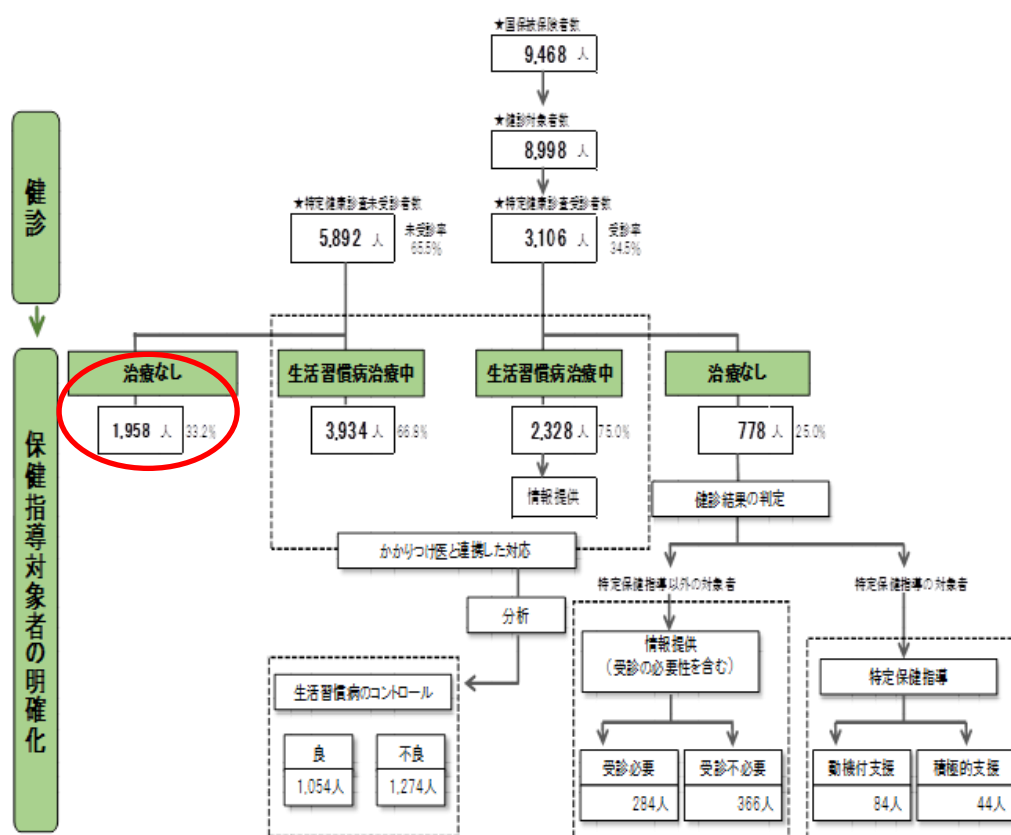 ★国保被保険者数
9,468 人
★健診対象者数
8,998 人
健診
★特定健康診査未受診者数
5,892 人
未受診率
65.5%
★特定健康診査受診者数
3,106 人
受診率
34.5%
保健指導対象者の明確化
治療なし
1,958 人 33.2%
生活習慣病治療中
3,934 人 66.8%
生活習慣病治療中
2,328 人 75.0%
治療なし
778 人 25.0%
情報提供
健診結果の判定
かかりつけ医と連携した対応
特定保健指導以外の対象者
特定保健指導の対象者
分析
情報提供
(受診の必要性を含む)
特定保健指導
生活習慣病のコントロール
良
1,054人
不良
1,274人
受診必要
284人
受診不必要
366人
動機付支援
84人
積極的支援
44人